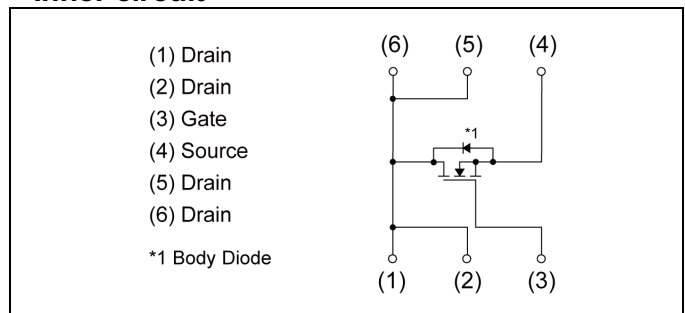 Inner circuit
(1) Drain
(2) Drain
(3) Gate
(4) Source
(5) Drain
(6) Drain
*1 Body Diode
(6) (5) (4)
*1
(1) (2) (3)